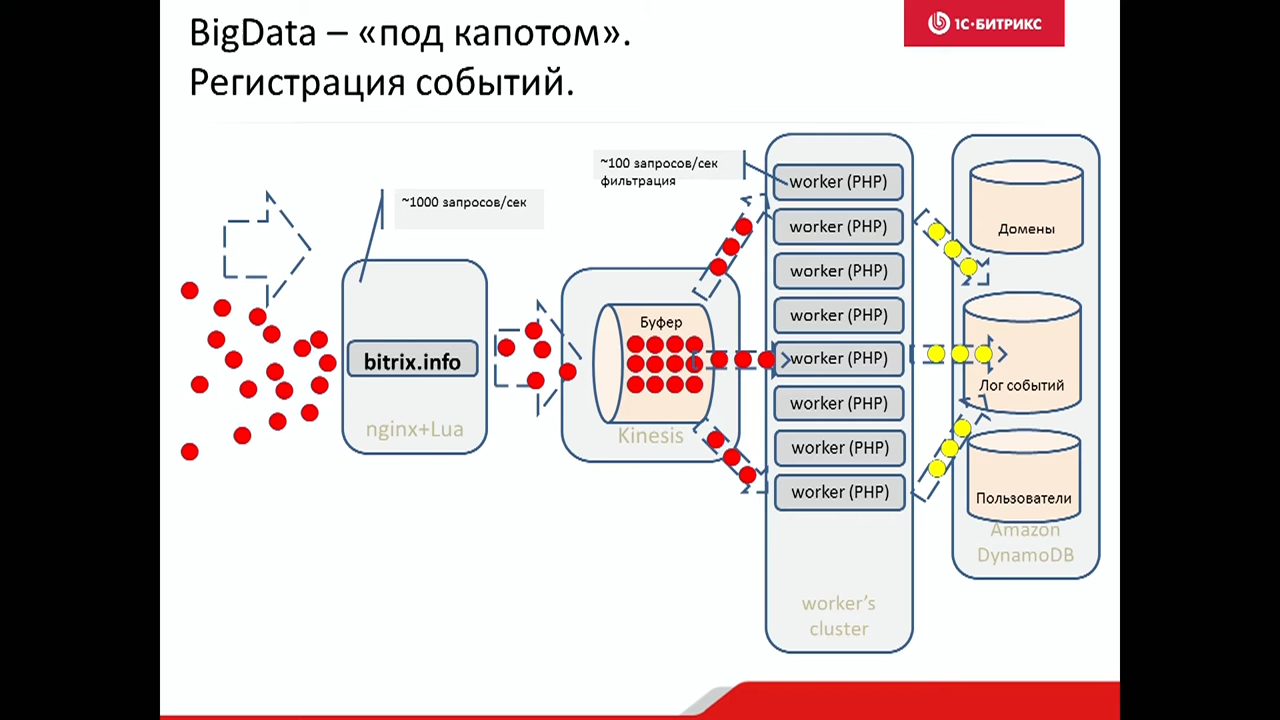 BigData – «под капотом».
Регистрация событий.
1С·БИТРИКС
~1000 запросов/сек
bitrix.info
nginx+Lua
Буфер
Kinesis
~100 запросов/сек
фильтрация
worker (PHP)
worker (PHP)
worker (PHP)
worker (PHP)
worker (PHP)
worker (PHP)
worker (PHP)
worker (PHP)
worker’s
cluster
Домены
Лог событий
Пользователи
Amazon
DynamoDB